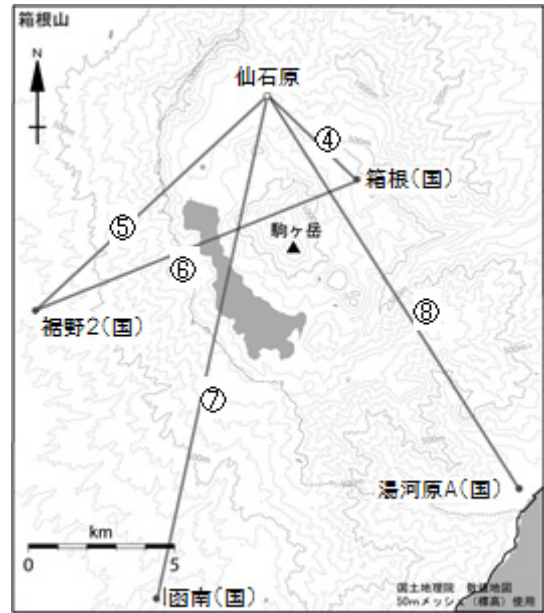 箱根山
N
仙石原
④
箱根(国)
駒ヶ岳
⑤
⑥
裾野2(国)
⑧
⑦
湯河原A(国)
km
0 5
函南(国)
国土地理院 数値地図
50mメッシュ(標高)使用
500m
500m